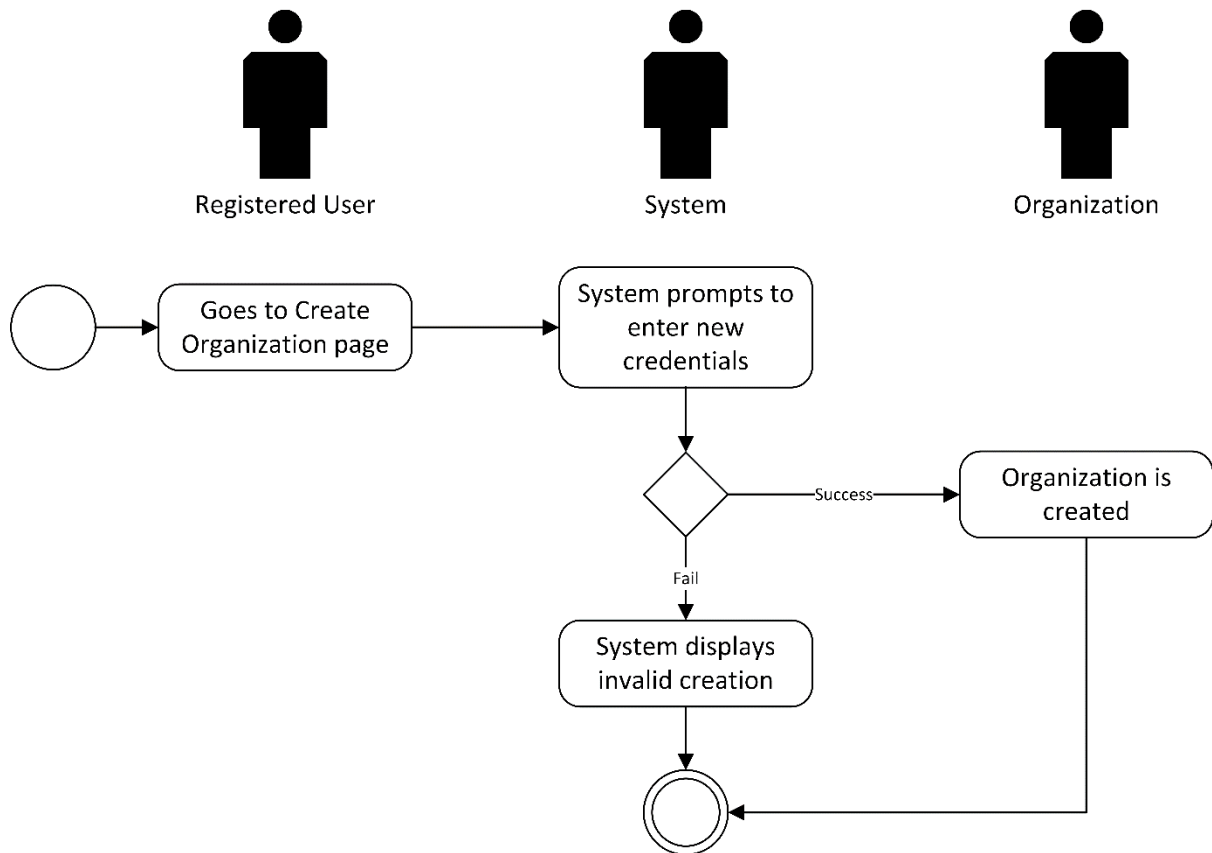 Registered User
System
Organization
Goes to Create
Organization page
System prompts to
enter new
credentials
Success
Organization is
created
Fail
System displays
invalid creation